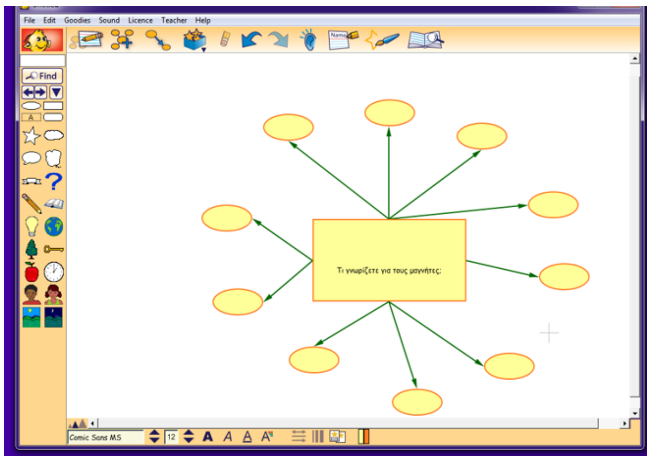 File Edit Goodies Sound Licence Teacher Help
Name
Find
A
Τι γνωρίζετε για τους μαγνήτες;
Comic Sans MS 12 A A A A